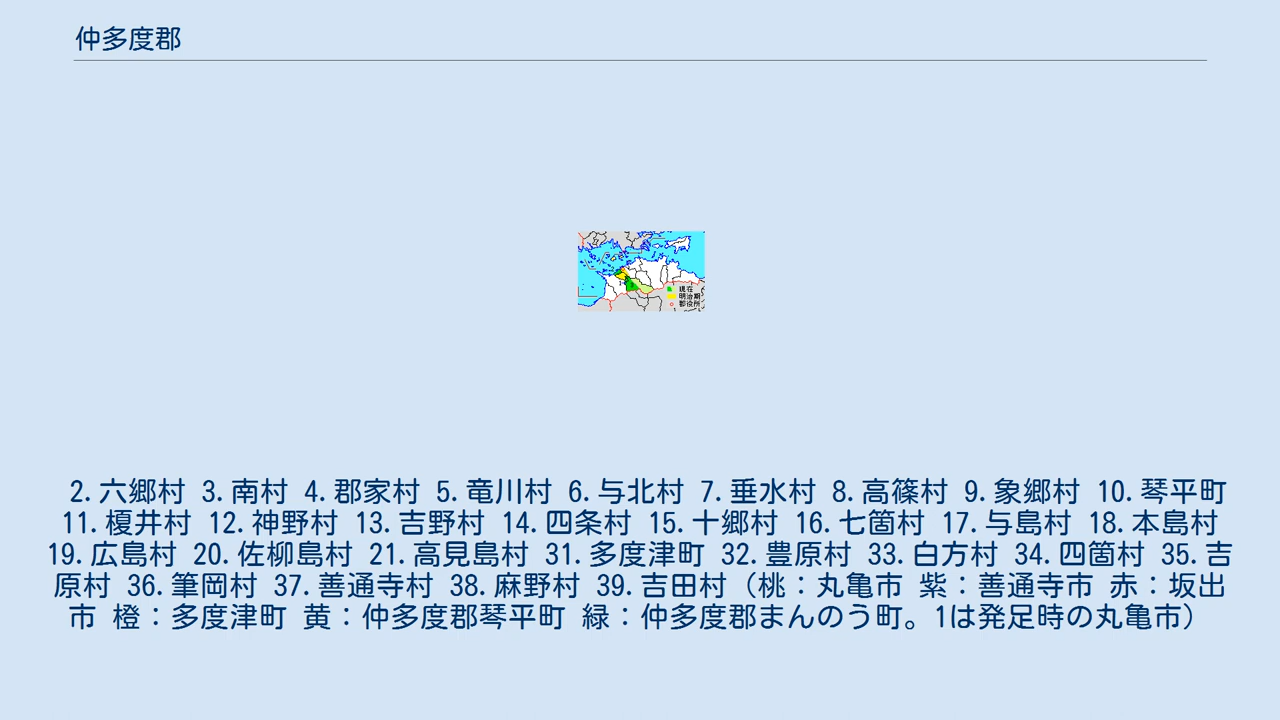 仲多度郡
現在
明治期
郡役所
2.六郷村 3.南村 4.郡家村 5.竜川村 6.与北村 7.垂水村 8.高篠村 9.象郷村 10.琴平町
11.榎井村 12.神野村 13.吉野村 14.四条村 15.十郷村 16.七箇村 17.与島村 18.本島村
19.広島村 20.佐柳島村 21.高見島村 31.多度津町 32.豊原村 33.白方村 34.四箇村 35.吉
原村 36.筆岡村 37.善通寺村 38.麻野村 39.吉田村（桃：丸亀市 紫：善通寺市 赤：坂出
市 橙：多度津町 黄：仲多度郡琴平町 緑：仲多度郡まんのう町。1は発足時の丸亀市）